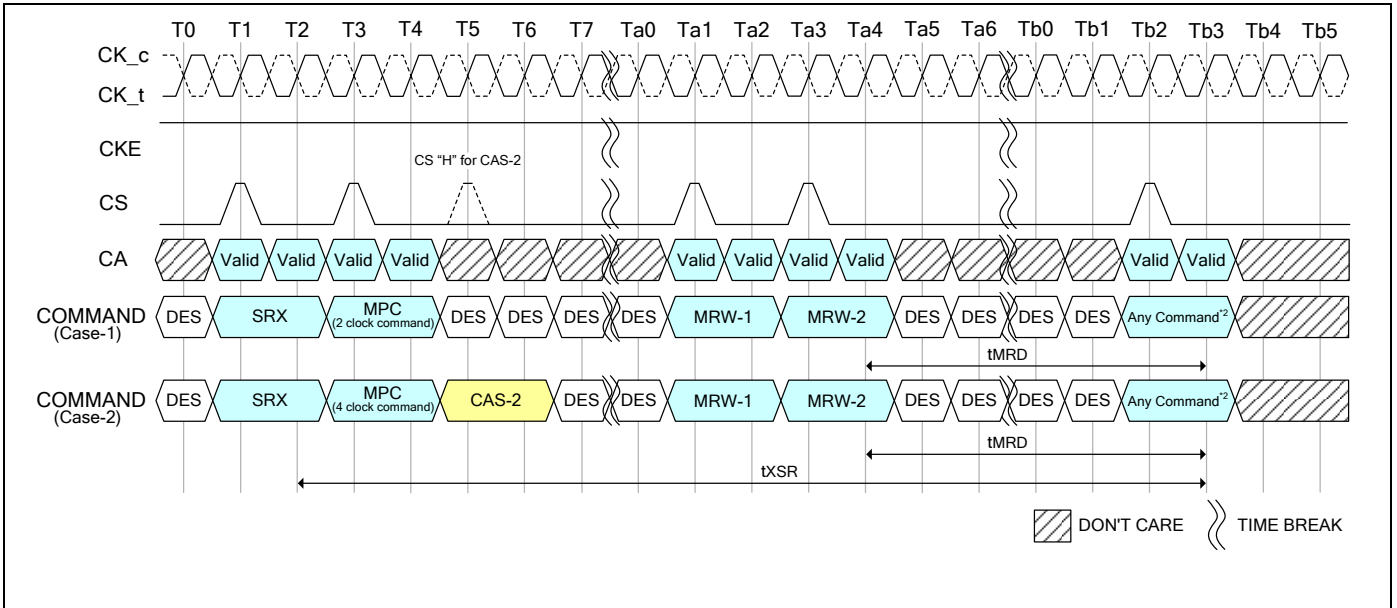 T0 T1 T2 T3 T4 T5 T6 T7 Ta0 Ta1 Ta2 Ta3 Ta4 Ta5 Ta6 Tb0 Tb1 Tb2 Tb3 Tb4 Tb5
CK_c
CK_t
CKE
CS "H" for CAS-2
CS
CA Valid Valid Valid Valid Valid Valid Valid Valid Valid Valid
COMMAND
(Case-1)
DES SRX MPC
(2 clock command)
DES DES DES DES MRW-1 MRW-2 DES DES DES DES Any Command*2
tMRD
COMMAND
(Case-2)
DES SRX MPC
(4 clock command)
CAS-2 DES DES MRW-1 MRW-2 DES DES DES DES Any Command*2
tMRD
tXSR
DON'T CARE TIME BREAK